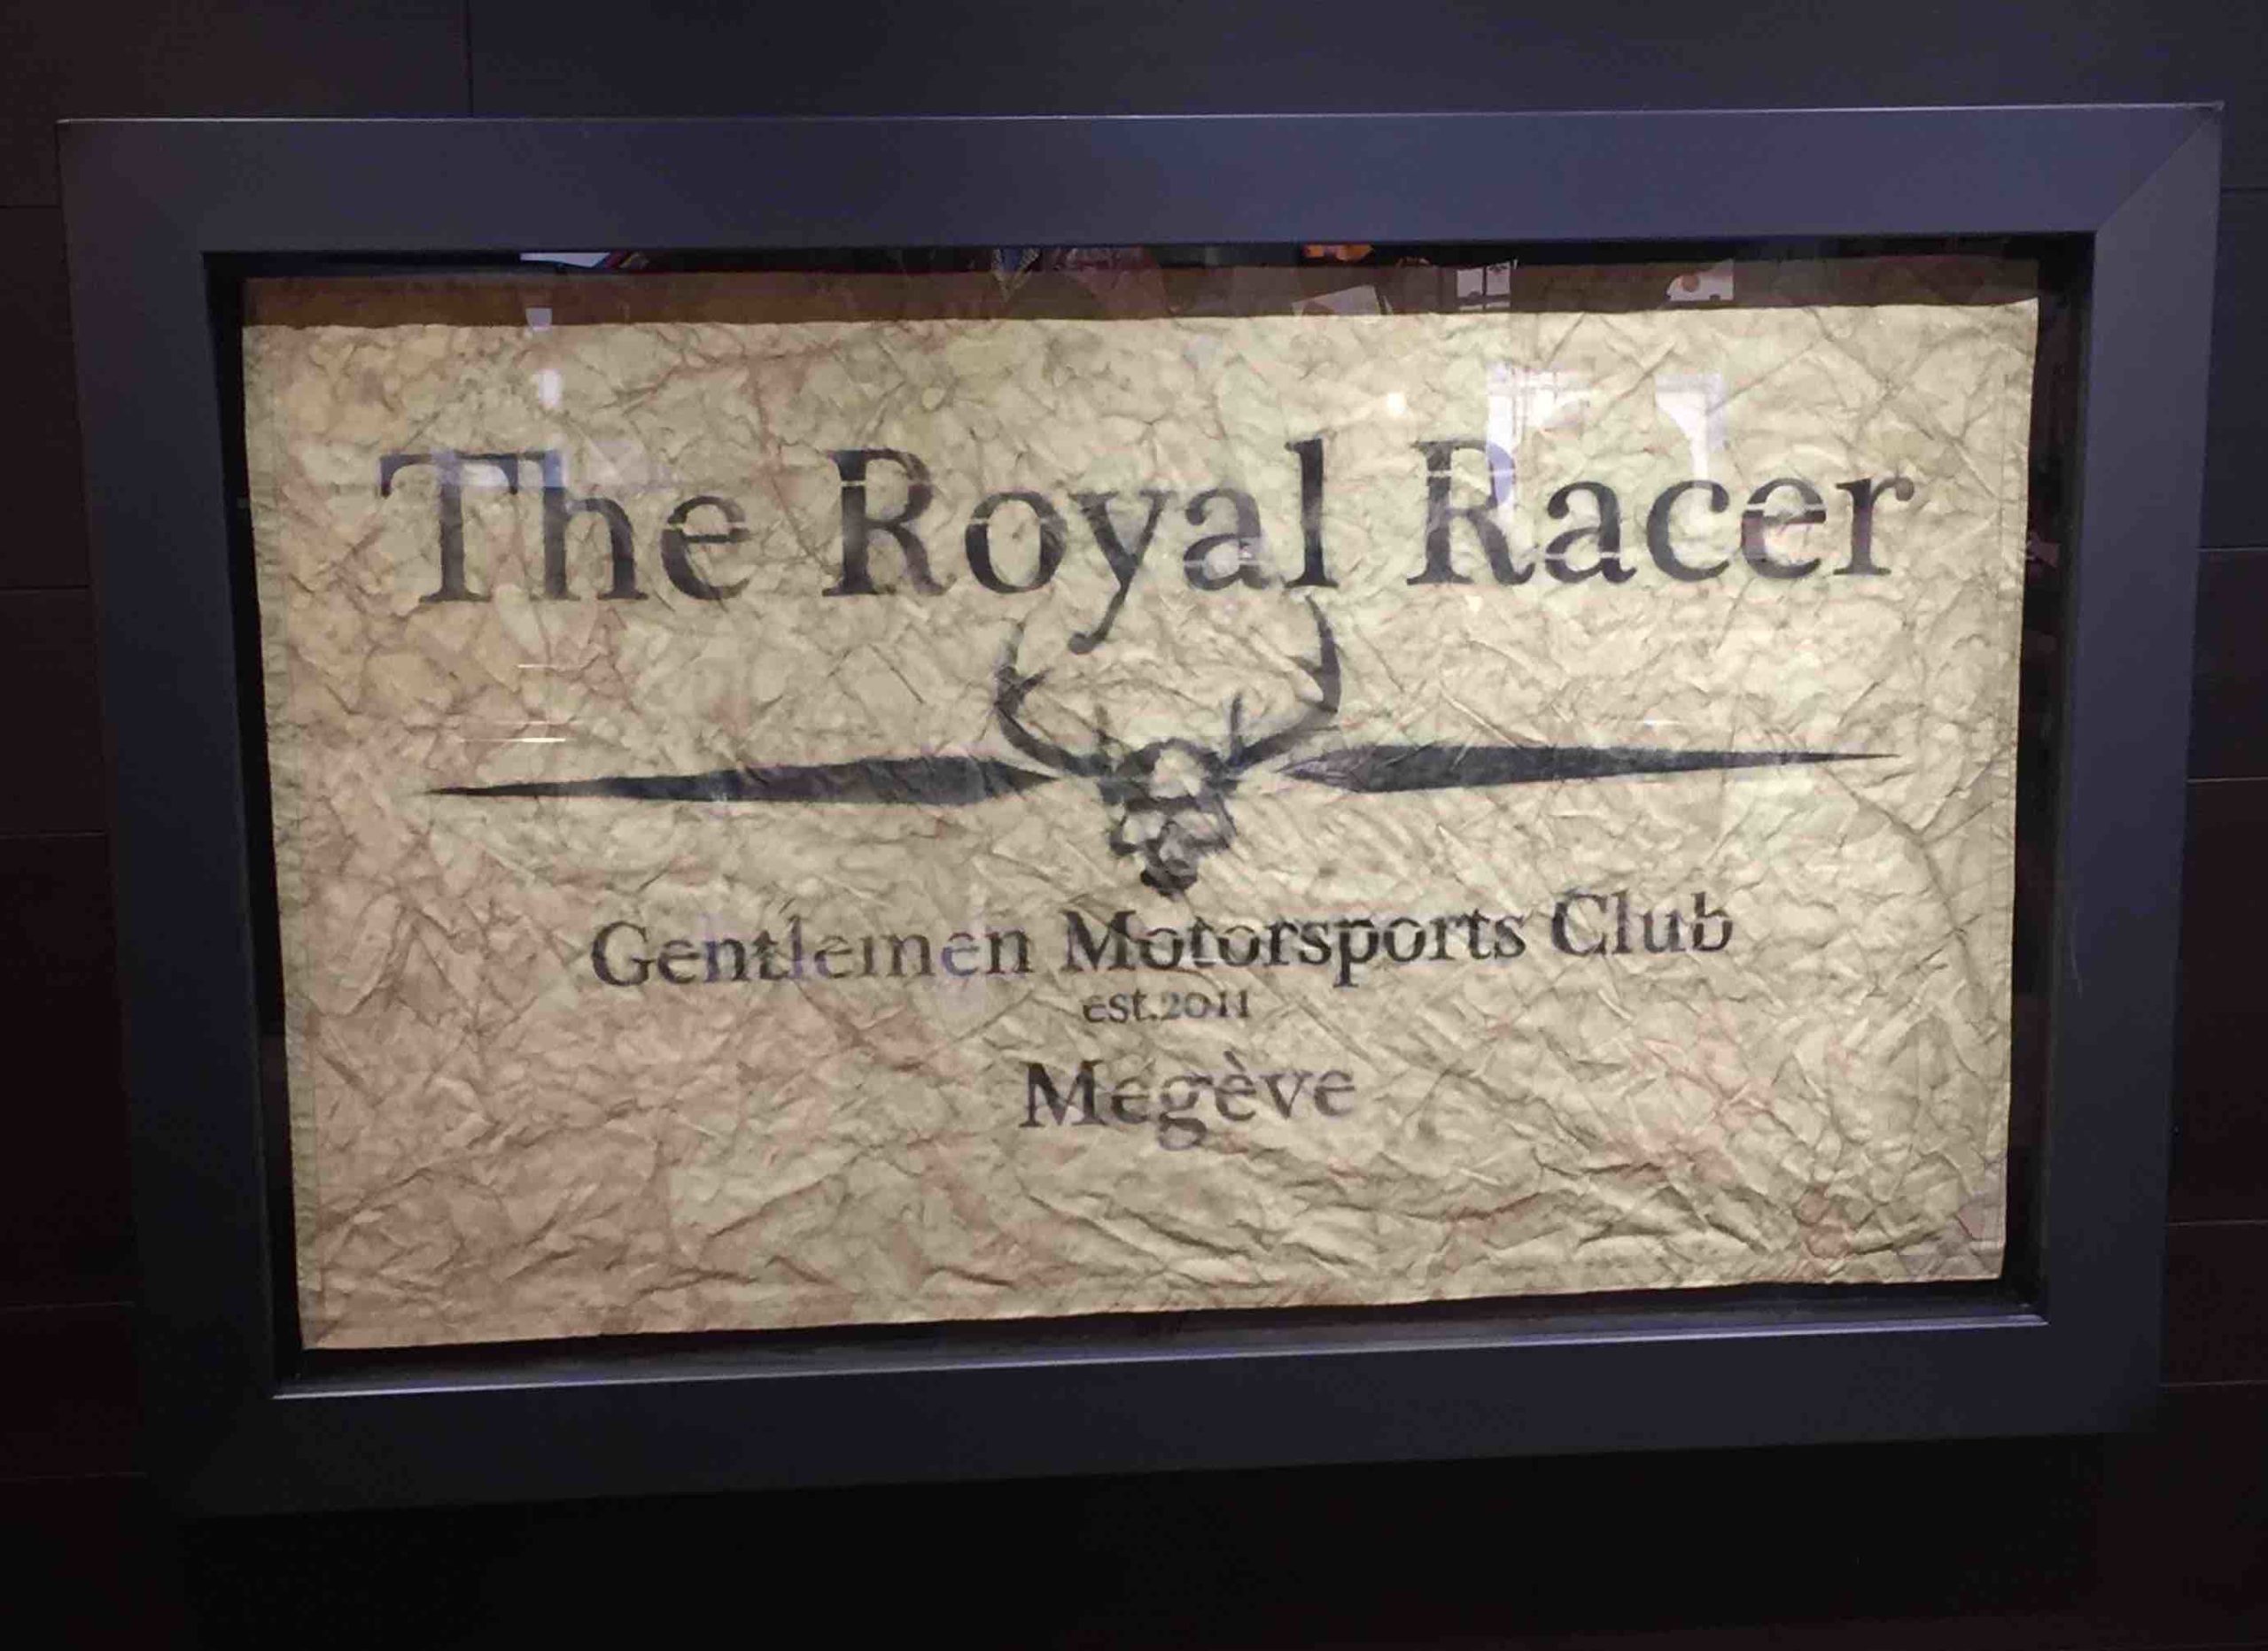 The Royal Racer
Gentlemen Motorsports Club
est.2011
Megève